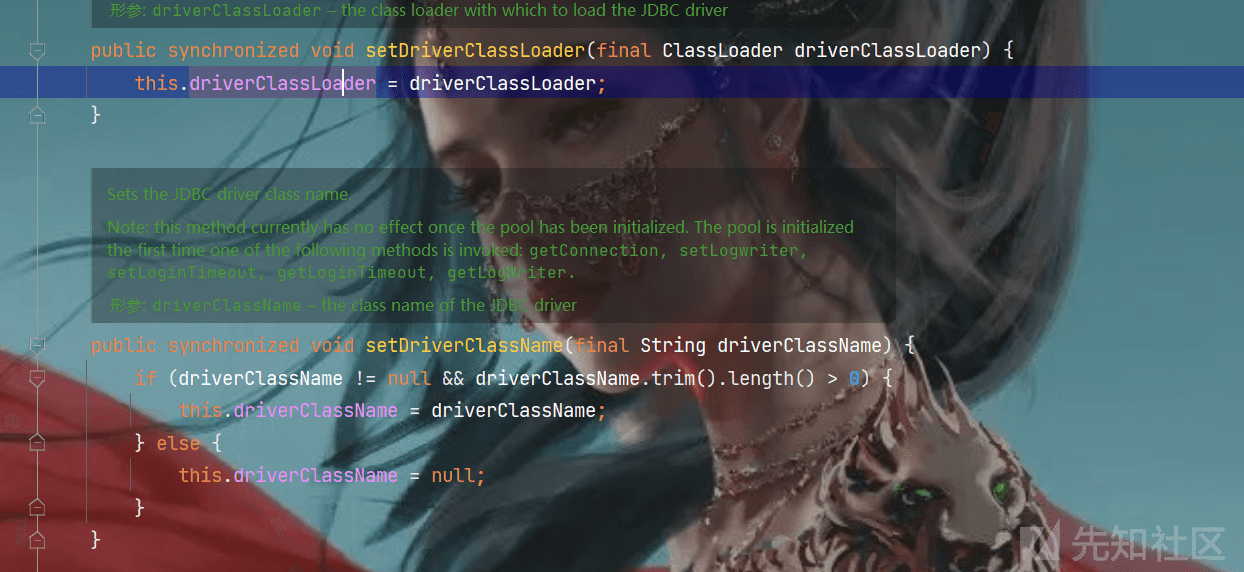 形参: driverClassLoader – the class loader with which to load the JDBC driver
public synchronized void setDriverClassLoader(final ClassLoader driverClassLoader) {
this.driverClassLoader = driverClassLoader;
}
Sets the JDBC driver class name.
Note: this method currently has no effect once the pool has been initialized. The pool is initialized
the first time one of the following methods is invoked: getConnection, setLogwriter,
setLoginTimeout, getLoginTimeout, getLogWriter.
形参: driverClassName – the class name of the JDBC driver
public synchronized void setDriverClassName(final String driverClassName) {
if (driverClassName != null && driverClassName.trim().length() > 0) {
this.driverClassName = driverClassName;
} else {
this.driverClassName = null;
}
}
先知社区